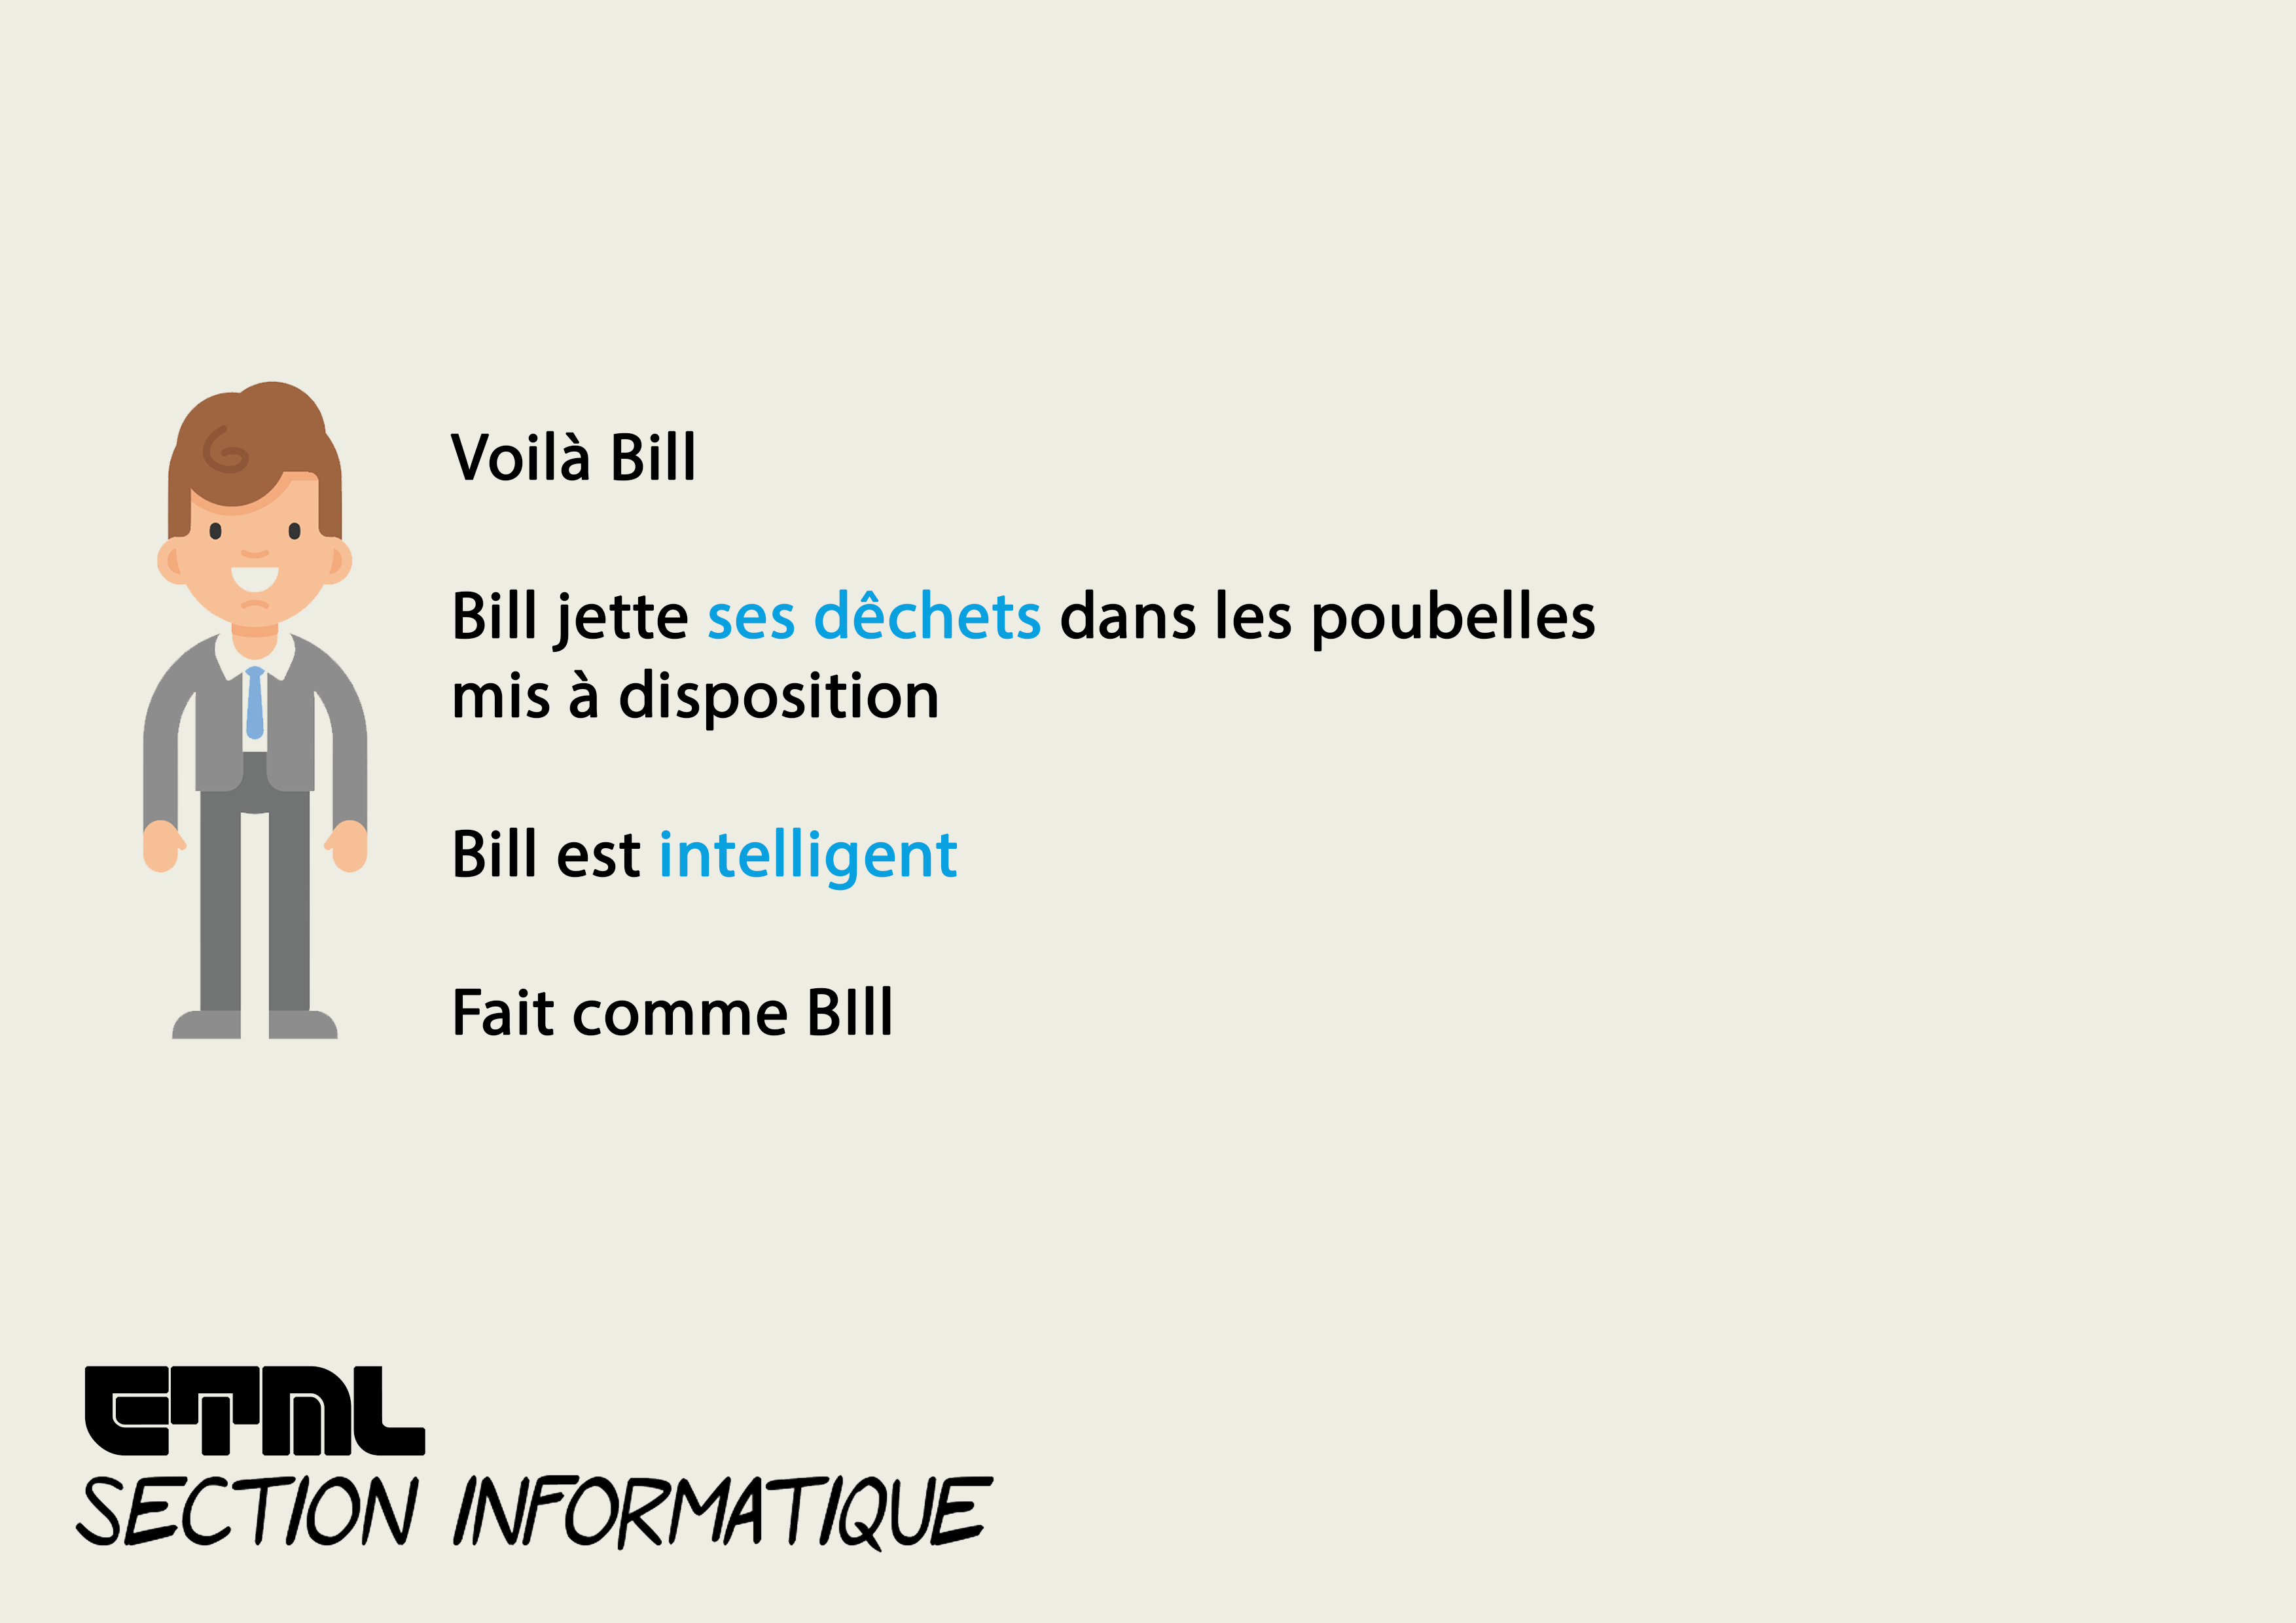 Voilà Bill
Bill jette ses dêchets dans les poubelles
mis à disposition
Bill est intelligent
Fait comme BIll
ETML
SECTION INFORMATIQUE